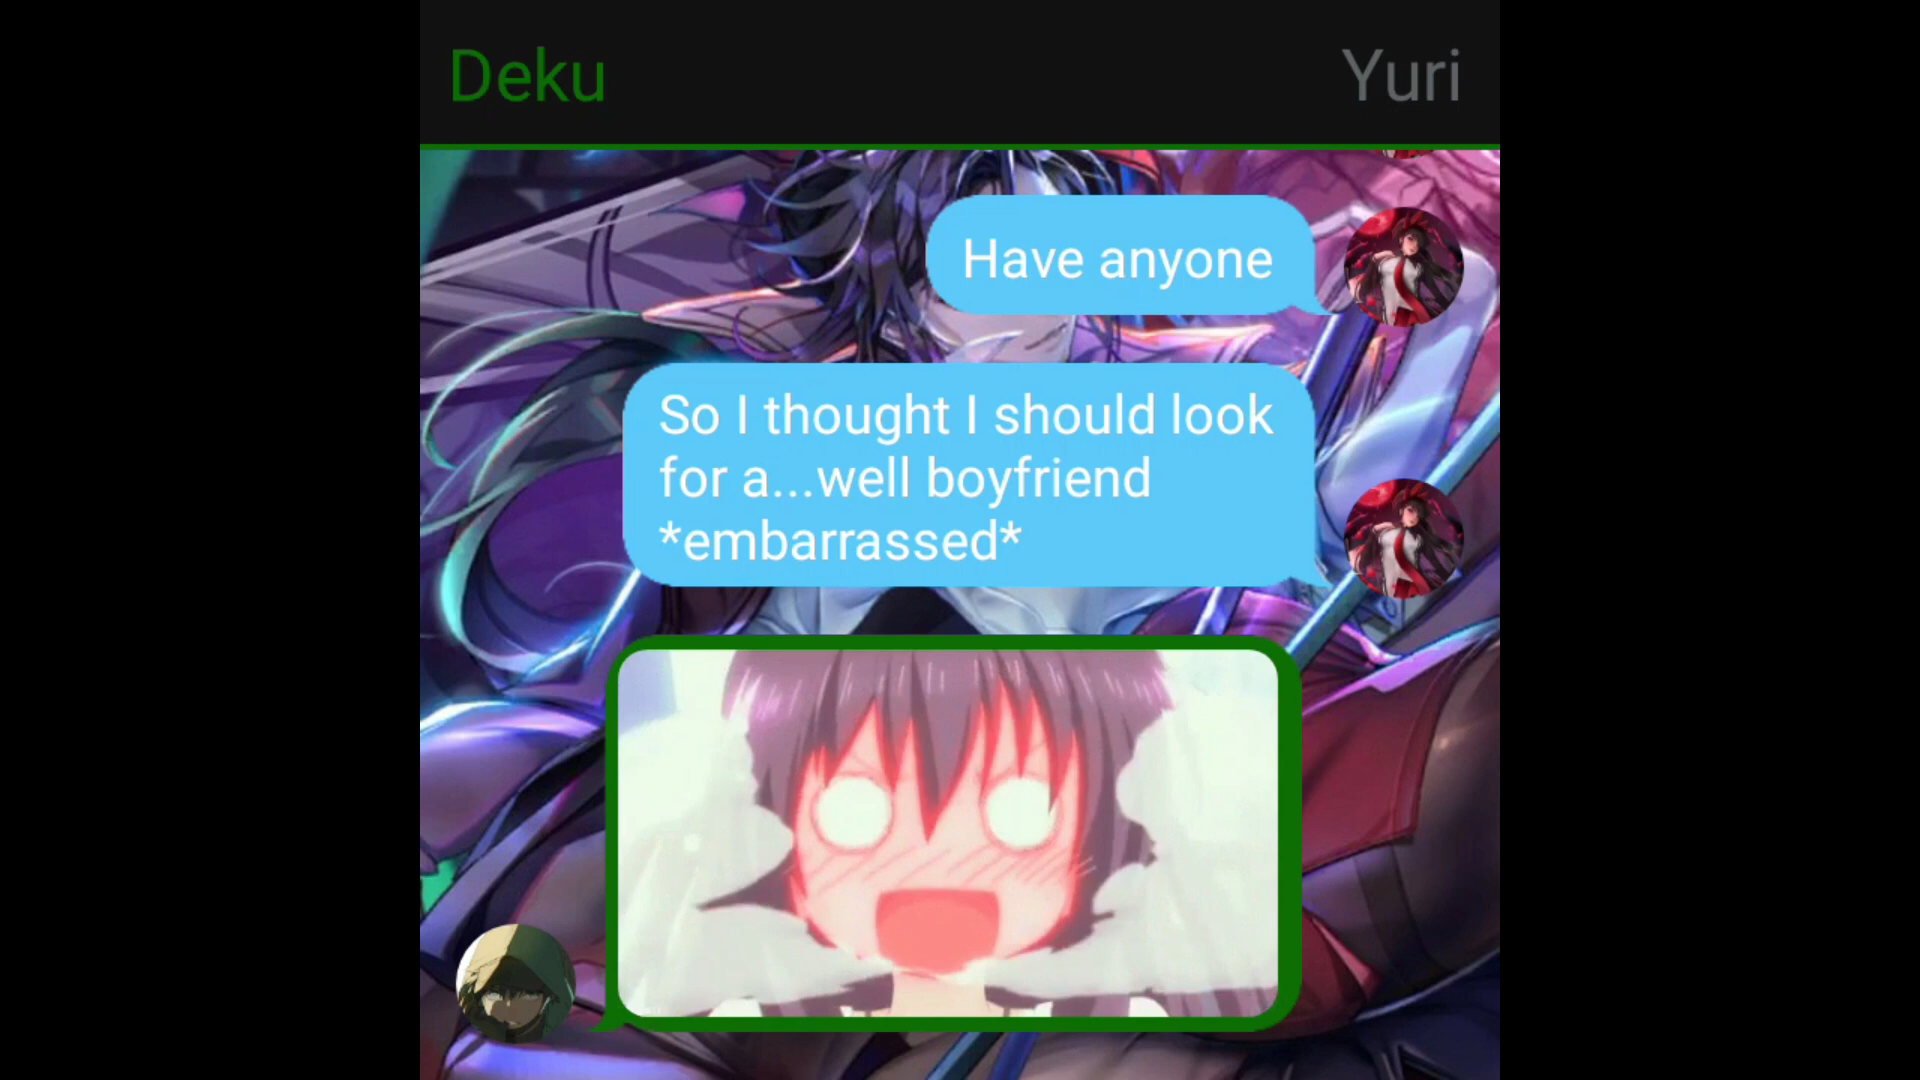 Deku
Yuri
Have anyone
So I thought I should look
for a...well boyfriend
*embarrassed*